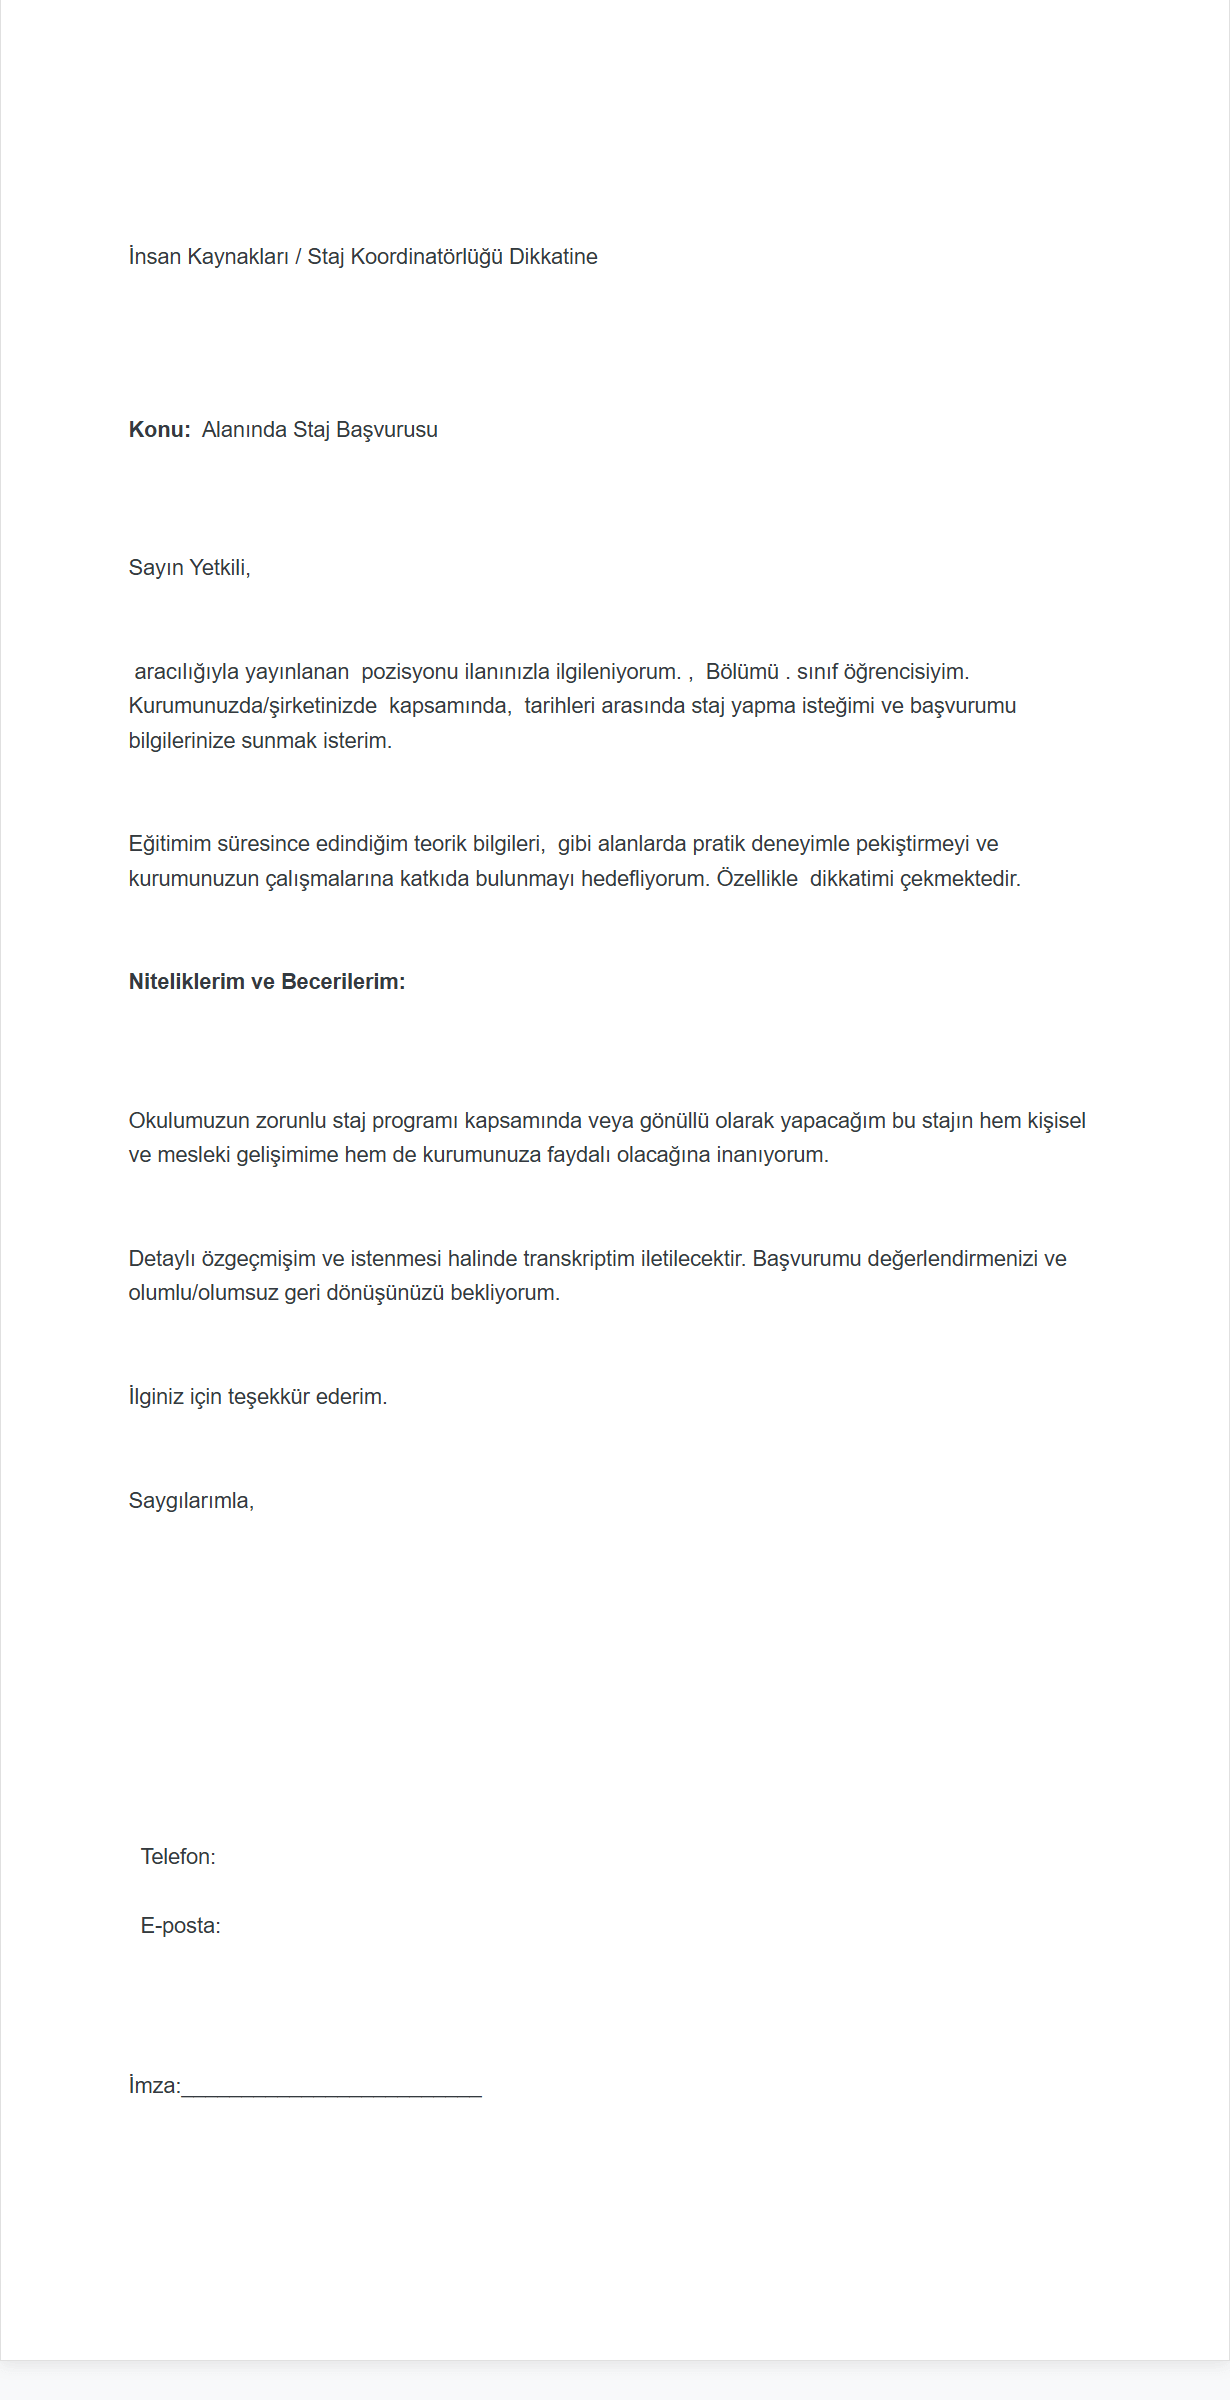 İnsan Kaynakları / Staj Koordinatörlüğü Dikkatine
Konu: Alanında Staj Başvurusu
Sayın Yetkili,
aracılığıyla yayınlanan pozisyonu ilanınızla ilgileniyorum. , Bölümü . sınıf öğrencisiyim.
Kurumunuzda/şirketinizde kapsamında, tarihleri arasında staj yapma isteğimi ve başvurumu
bilgilerinize sunmak isterim.
Eğitimim süresince edindiğim teorik bilgileri, gibi alanlarda pratik deneyimle pekiştirmeyi ve
kurumunuzun çalışmalarına katkıda bulunmayı hedefliyorum. Özellikle dikkatimi çekmektedir.
Niteliklerim ve Becerilerim:
Okulumuzun zorunlu staj programı kapsamında veya gönüllü olarak yapacağım bu stajın hem kişisel
ve mesleki gelişimime hem de kurumunuza faydalı olacağına inanıyorum.
Detaylı özgeçmişim ve istenmesi halinde transkriptim iletilecektir. Başvurumu değerlendirmenizi ve
olumlu/olumsuz geri dönüşünüzü bekliyorum.
İlginiz için teşekkür ederim.
Saygılarımla,
Telefon:
E-posta:
İmza:_________________________